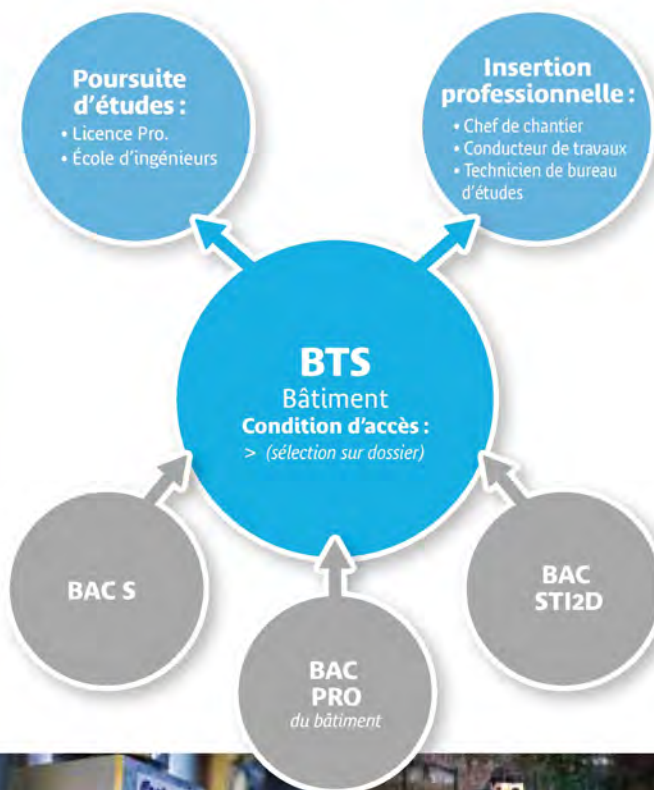 Poursuite
d'études :
• Licence Pro.
• École d'ingénieurs
Insertion
professionnelle :
• Chef de chantier
• Conducteur de travaux
• Technicien de bureau
d'études
BTS
Bâtiment
Condition d'accès :
> (sélection sur dossier)
BAC S
BAC
STI2D
BAC
PRO
du bâtiment